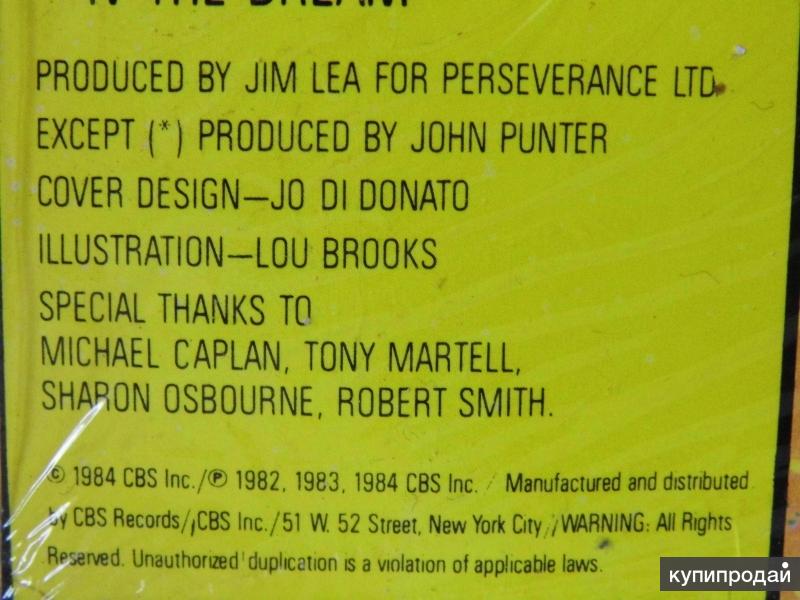 THE DREAM
PRODUCED BY JIM LEA FOR PERSEVERANCE LTD.
EXCEPT (*) PRODUCED BY JOHN PUNTER
COVER DESIGN—JO DI DONATO
ILLUSTRATION—LOU BROOKS
SPECIAL THANKS TO
MICHAEL CAPLAN, TONY MARTELL,
SHARON OSBOURNE, ROBERT SMITH.
© 1984 CBS Inc./℗ 1982, 1983, 1984 CBS Inc. / Manufactured and distributed
by CBS Records/CBS Inc./51 W. 52 Street, New York City/WARNING: All Rights
Reserved. Unauthorized duplication is a violation of applicable laws.
купипродай